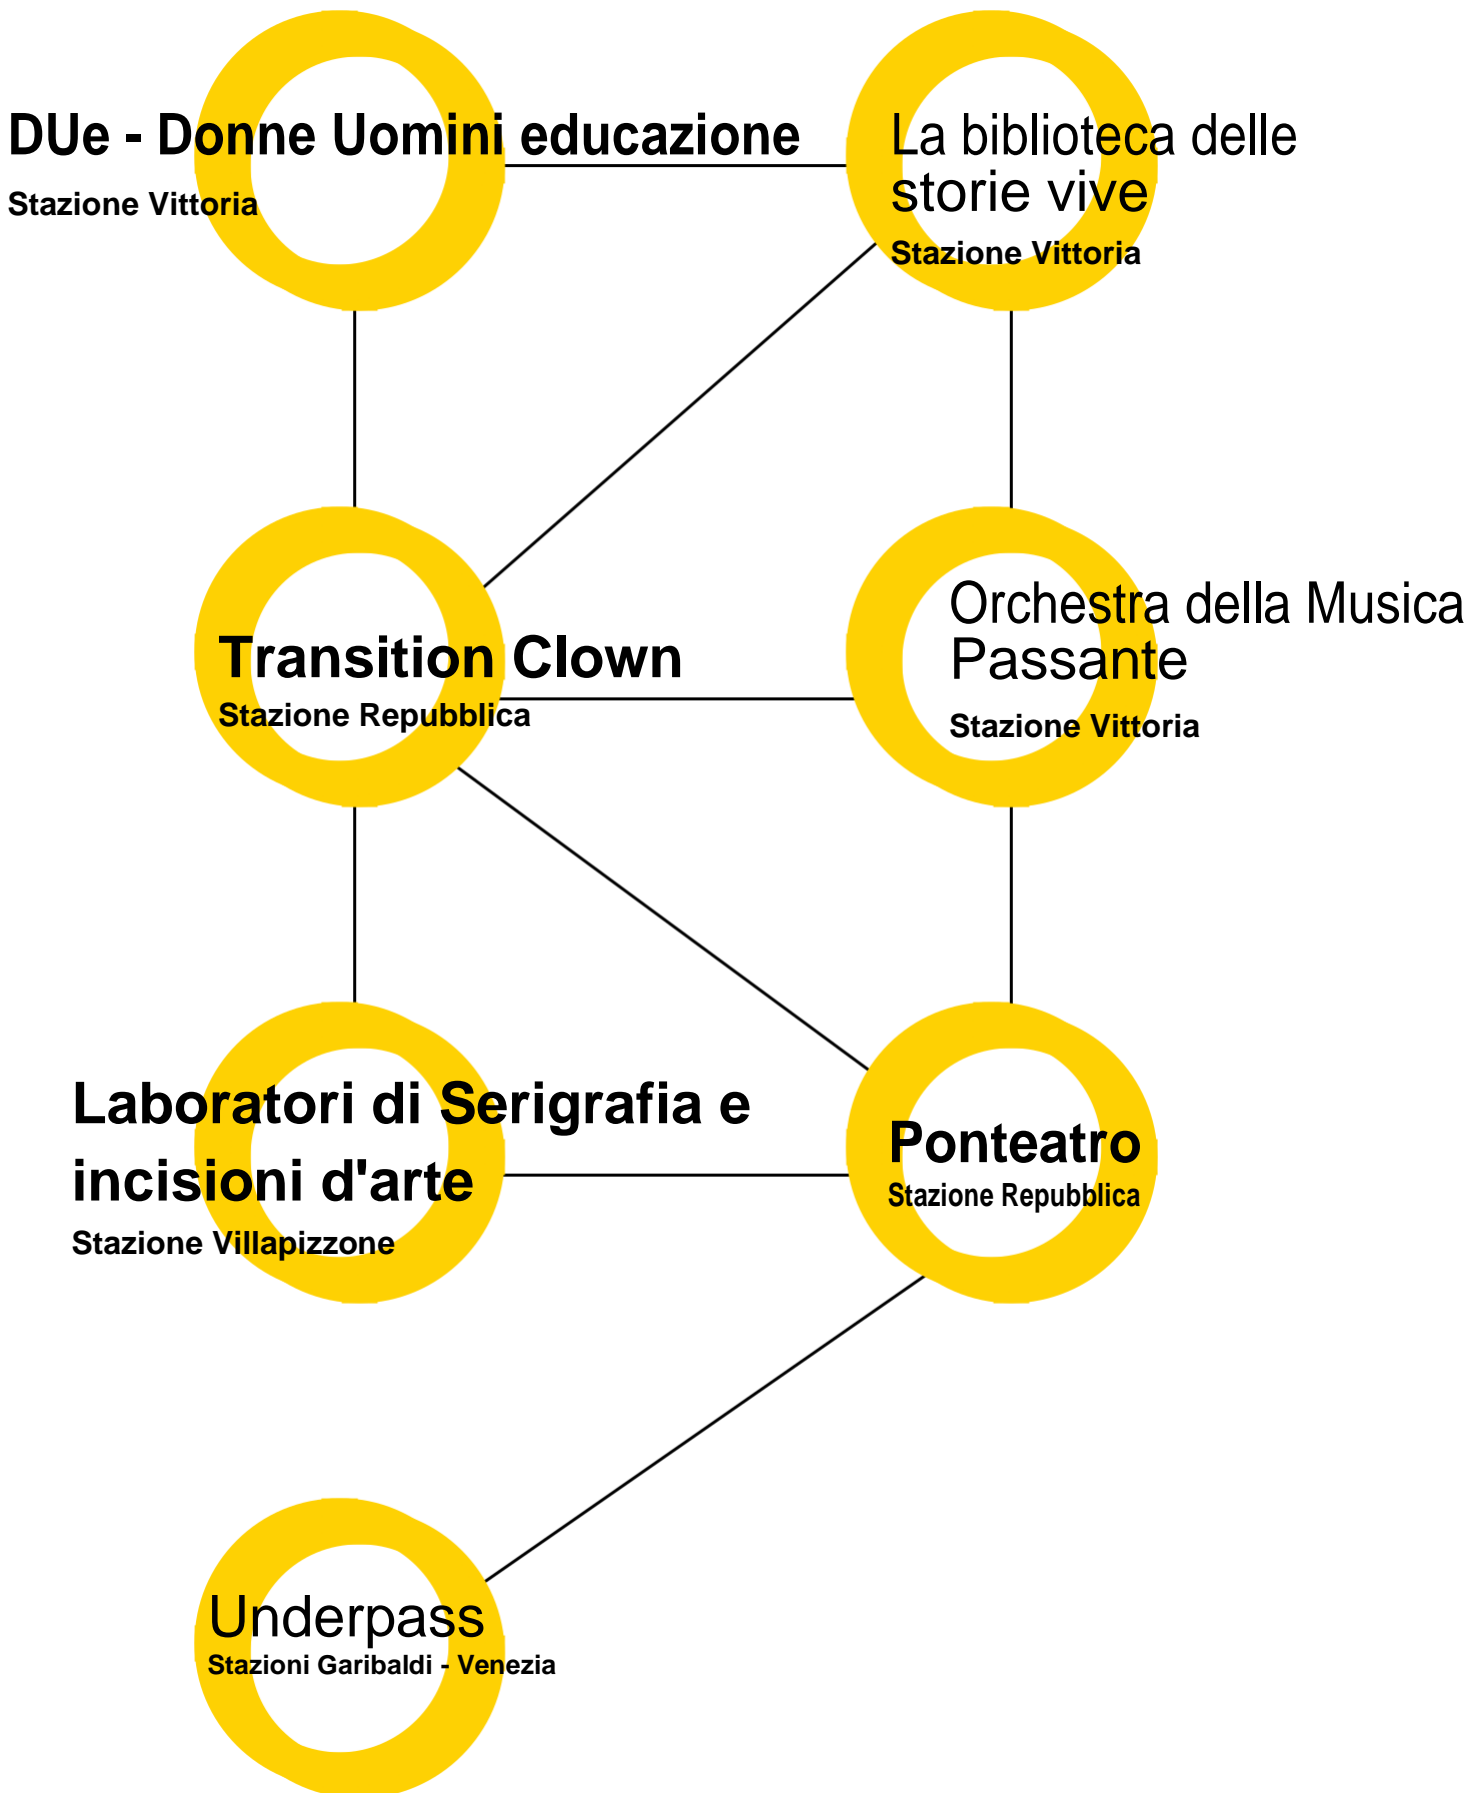 DUe - Donne Uomini educazione
Stazione Vittoria
La biblioteca delle
storie vive
Stazione Vittoria
Transition Clown
Stazione Repubblica
Orchestra della Musica
Passante
Stazione Vittoria
Laboratori di Serigrafia e
incisioni d'arte
Stazione Villapizzone
Ponteatro
Stazione Repubblica
Underpass
Stazioni Garibaldi - Venezia